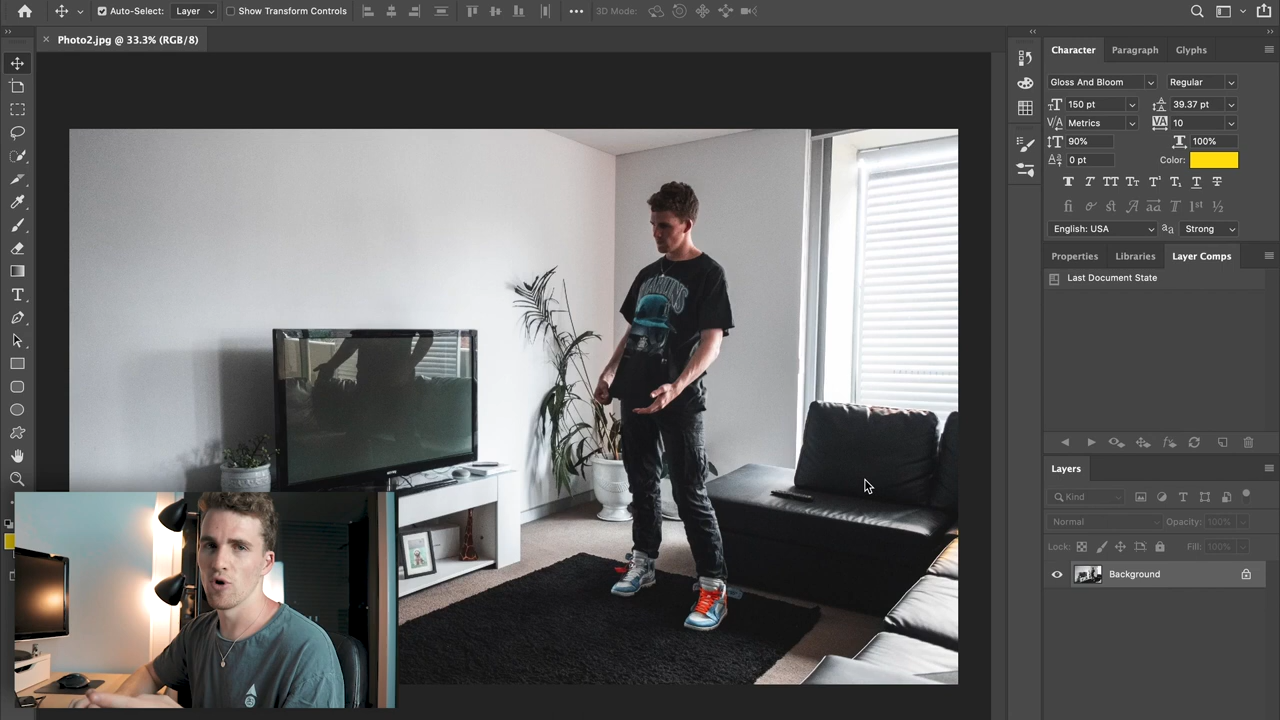 Auto-Select: Layer Show Transform Controls 3D Mode:
Photo2.jpg @ 33.3% (RGB/8)
Character Paragraph Glyphs
Gloss And Bloom Regular
150 pt 39.37 pt
Metrics 10
90% 100%
0 pt Color:
English: USA Strong
Properties Libraries Layer Comps
Last Document State
Layers
Kind
Normal Opacity: 100%
Lock: Fill: 100%
Background